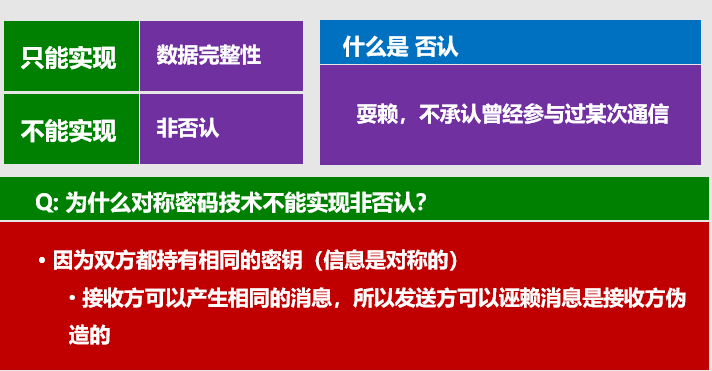 只能实现
数据完整性
不能实现
非否认
什么是 否认
耍赖，不承认曾经参与过某次通信
Q: 为什么对称密码技术不能实现非否认？
• 因为双方都持有相同的密钥（信息是对称的）
• 接收方可以产生相同的消息，所以发送方可以诬赖消息是接收方伪
造的